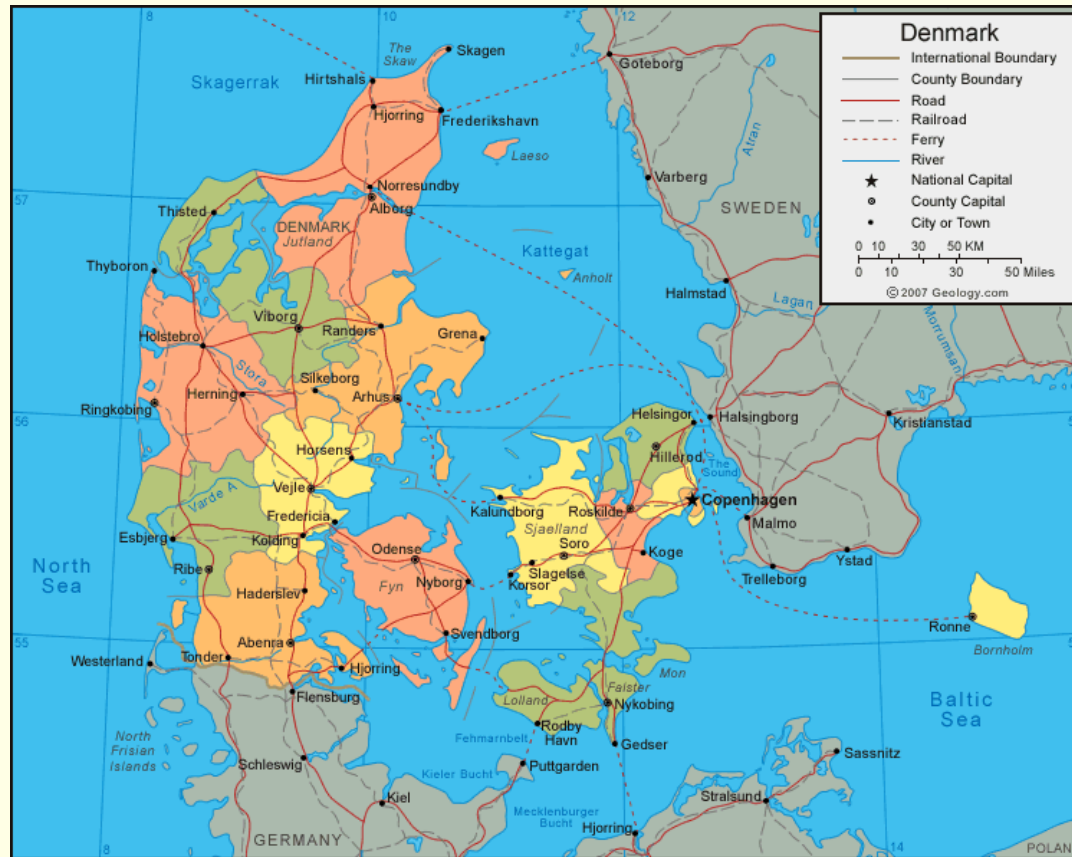 8
10
12
The
Skaw
Skagen
Skagerrak
Hirtshals
Hjorring
Frederikshavn
Goteborg
Laeso
Atran
Varberg
57
Norresundby
Alborg
Thisted
DENMARK
Jutland
SWEDEN
Kattegat
Thyboron
Anholt
Halmstad
Lagan
Morrumsan
Viborg
Randers
Grena
Holstebro
Stora
Silkeborg
Herning
Arhus
Ringkobing
56
56
Helsingor
Halsingborg
Kristianstad
Hillerod
The
Sound
Horsens
Vejle
Varde A
Fredericia
Kalundborg
Roskilde
Copenhagen
Sjaelland
Malmo
Esbjerg
Kolding
Odense
Soro
Koge
Ystad
North
Sea
Ribe
Nyborg
Slagelse
Korsor
Trelleborg
Fyn
Haderslev
Ronne
Svendborg
Bornholm
55
55
Abenra
Westerland
Tonder
Hjorring
Mon
Falster
Flensburg
Lolland
Nykobing
Baltic
Sea
Rodby
Havn
North
Frisian
Islands
Fehmarnbelt
Gedser
Sassnitz
Schleswig
Kieler Bucht
Puttgarden
Kiel
Stralsund
Mecklenburger
Bucht
Hjorring
GERMANY
8
10
12
14
POLAN
Denmark
International Boundary
County Boundary
Road
Railroad
Ferry
River
National Capital
County Capital
City or Town
0 10 30 50 KM
0 10 30 50 Miles
© 2007 Geology.com